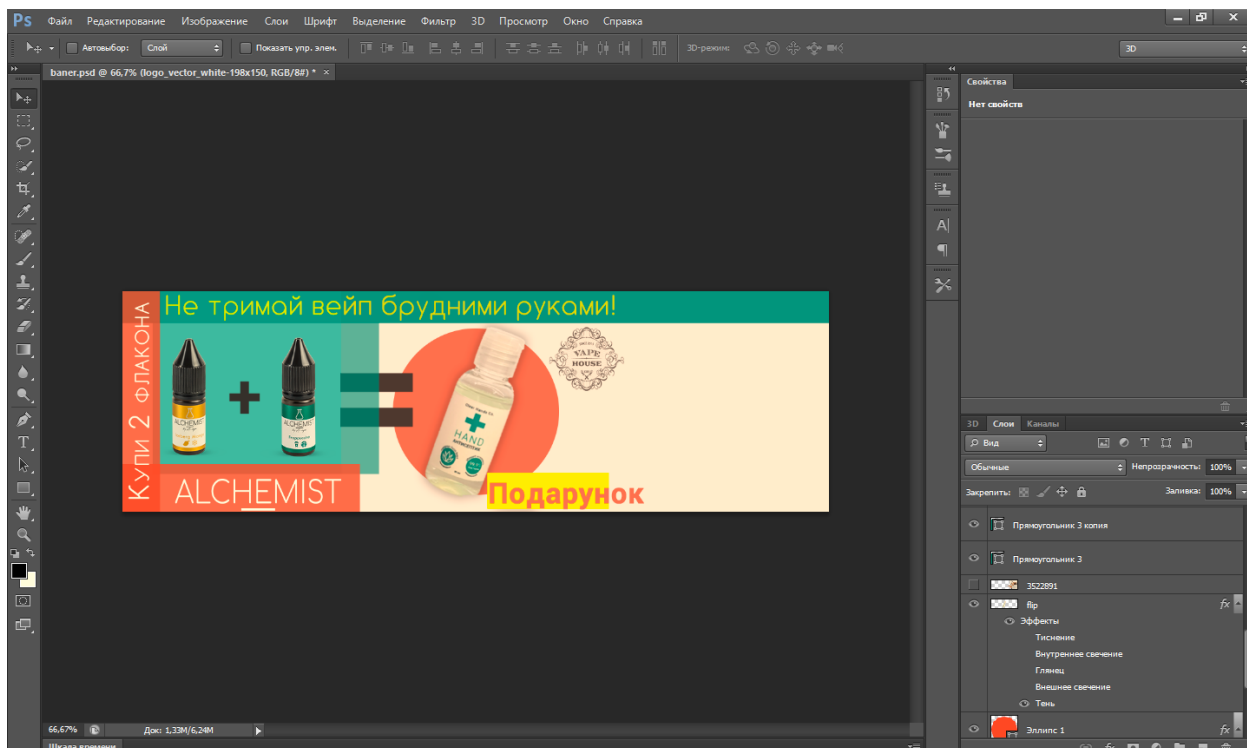 Ps Файл Редактирование Изображение Слои Шрифт Выделение Фильтр 3D Просмотр Окно Справка
Автовыбор: Слой Показать упр. элем. 3D-режим: 3D
baner.psd @ 66,7% (logo_vector_white-198x150, RGB/8#) * ×
Свойства
Нет свойств
Не тримай вейп брудними руками!
Купи 2 флакона
ALCHEMIST
ALCHEMIST
VAPE
HOUSE
HAND
ALCHEMIST
Подарунок
3D Слои Каналы
Вид
Обычные Непрозрачность: 100%
Закрепить: Заливка: 100%
Прямоугольник 3 копия
Прямоугольник 3
3522891
flip fx
Эффекты
Тиснение
Внутреннее свечение
Глянец
Внешнее свечение
Тень
Эллипс 1 fx
66,67% Док: 1,33M/6,24M
Шкала времени